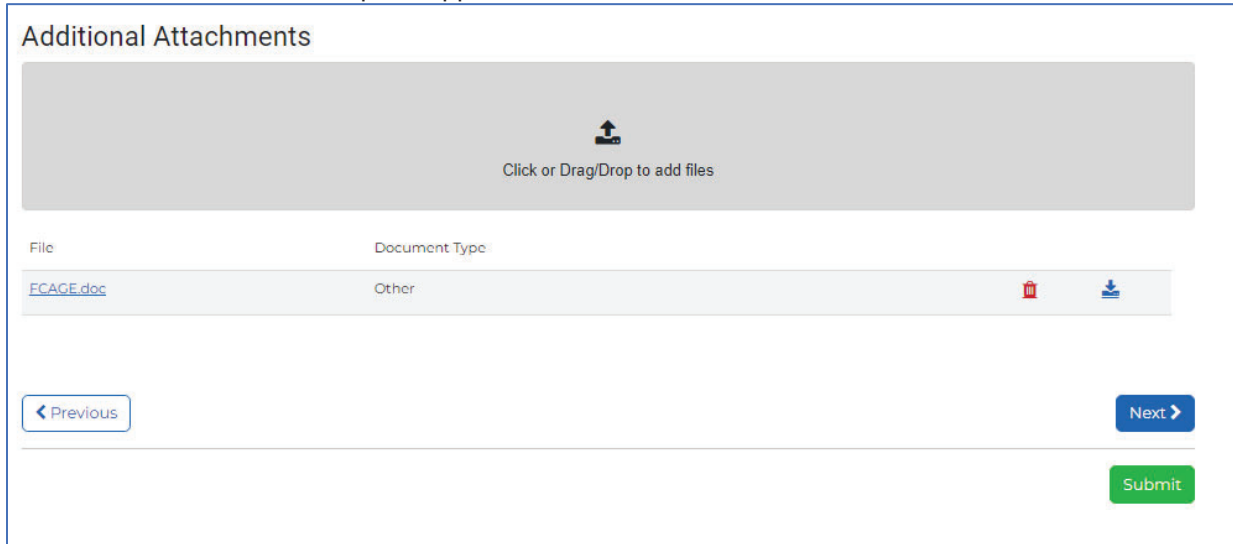 Additional Attachments
Click or Drag/Drop to add files
File Document Type
FCAGE.doc Other
Previous Next
Submit